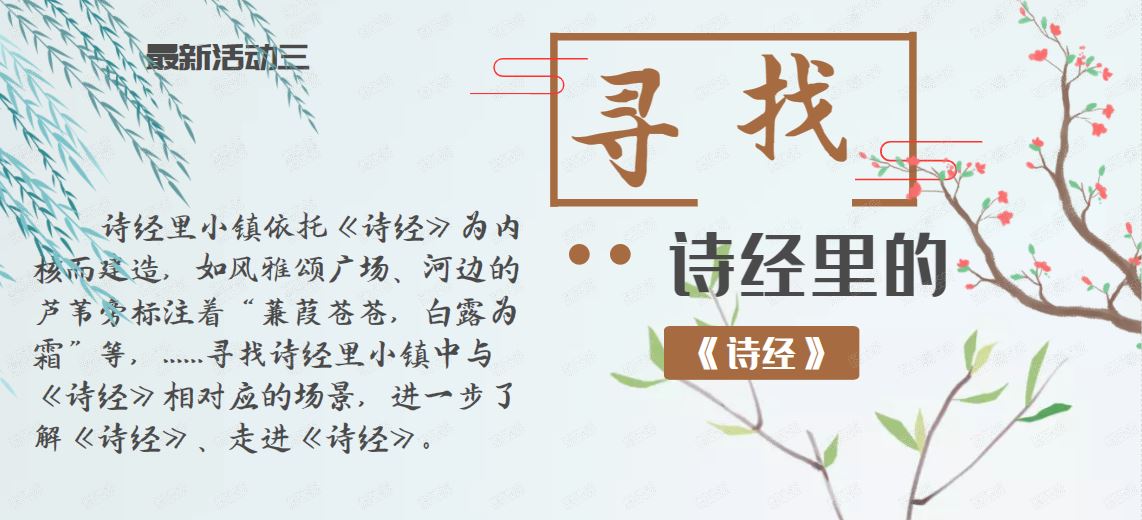 最新活动三
寻找
诗经里的
《诗经》
诗经里小镇依托《诗经》为内
核而建造，如风雅颂广场、河边的
芦苇旁标注着“蒹葭苍苍，白露为
霜”等，......寻找诗经里小镇中与
《诗经》相对应的场景，进一步了
解《诗经》、走进《诗经》。